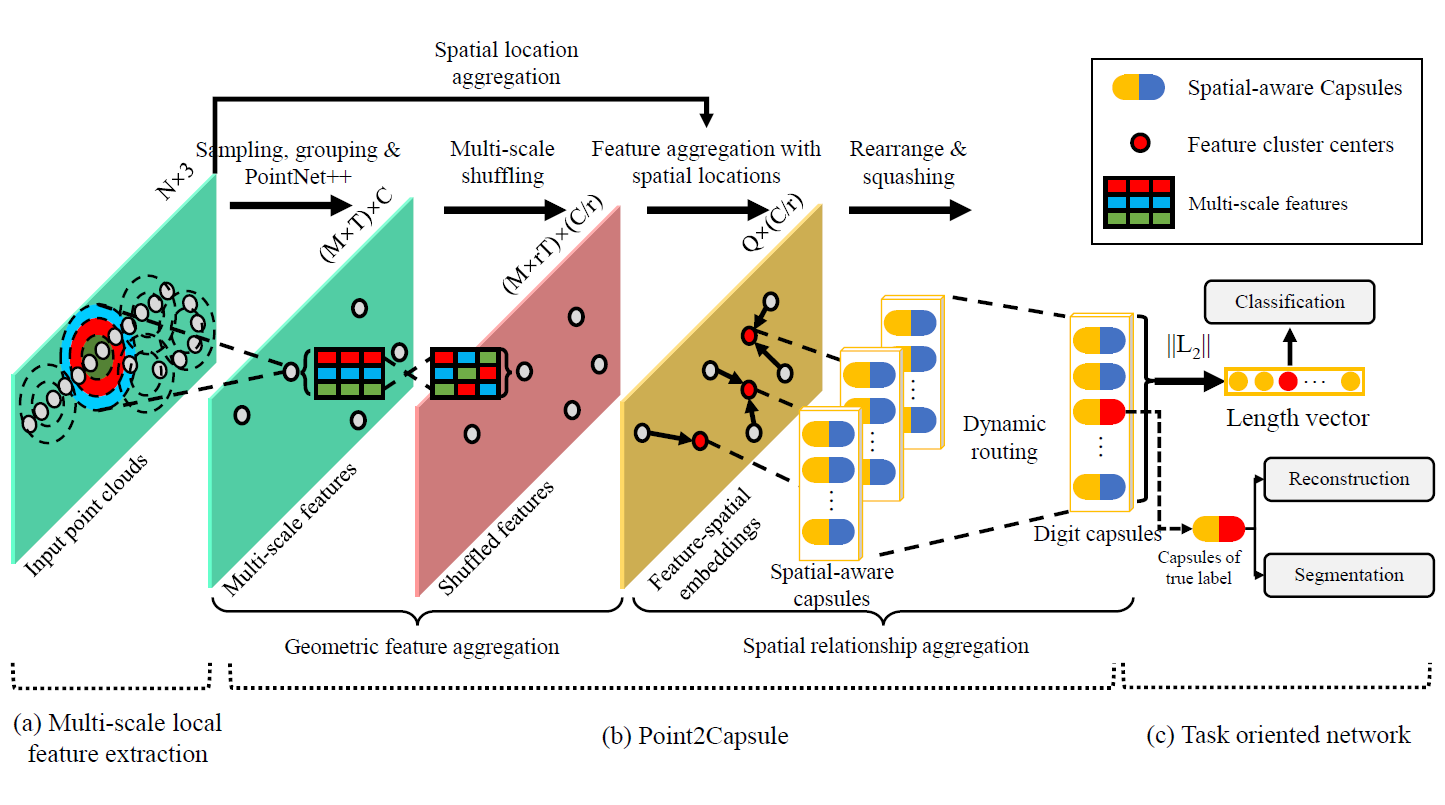 Spatial location
aggregation
N×3
Sampling, grouping &
PointNet++
(M×T)×C
Multi-scale
shuffling
(M×rT)×(C/r)
Feature aggregation with
spatial locations
Q×(C/r)
Rearrange &
squashing
Spatial-aware Capsules
Feature cluster centers
Multi-scale features
Input point clouds
Multi-scale features
Shuffled features
Feature-spatial
embeddings
Spatial-aware
capsules
Dynamic
routing
Digit capsules
||L2||
Classification
Length vector
Capsules of
true label
Reconstruction
Segmentation
Geometric feature aggregation
Spatial relationship aggregation
(a) Multi-scale local
feature extraction
(b) Point2Capsule
(c) Task oriented network